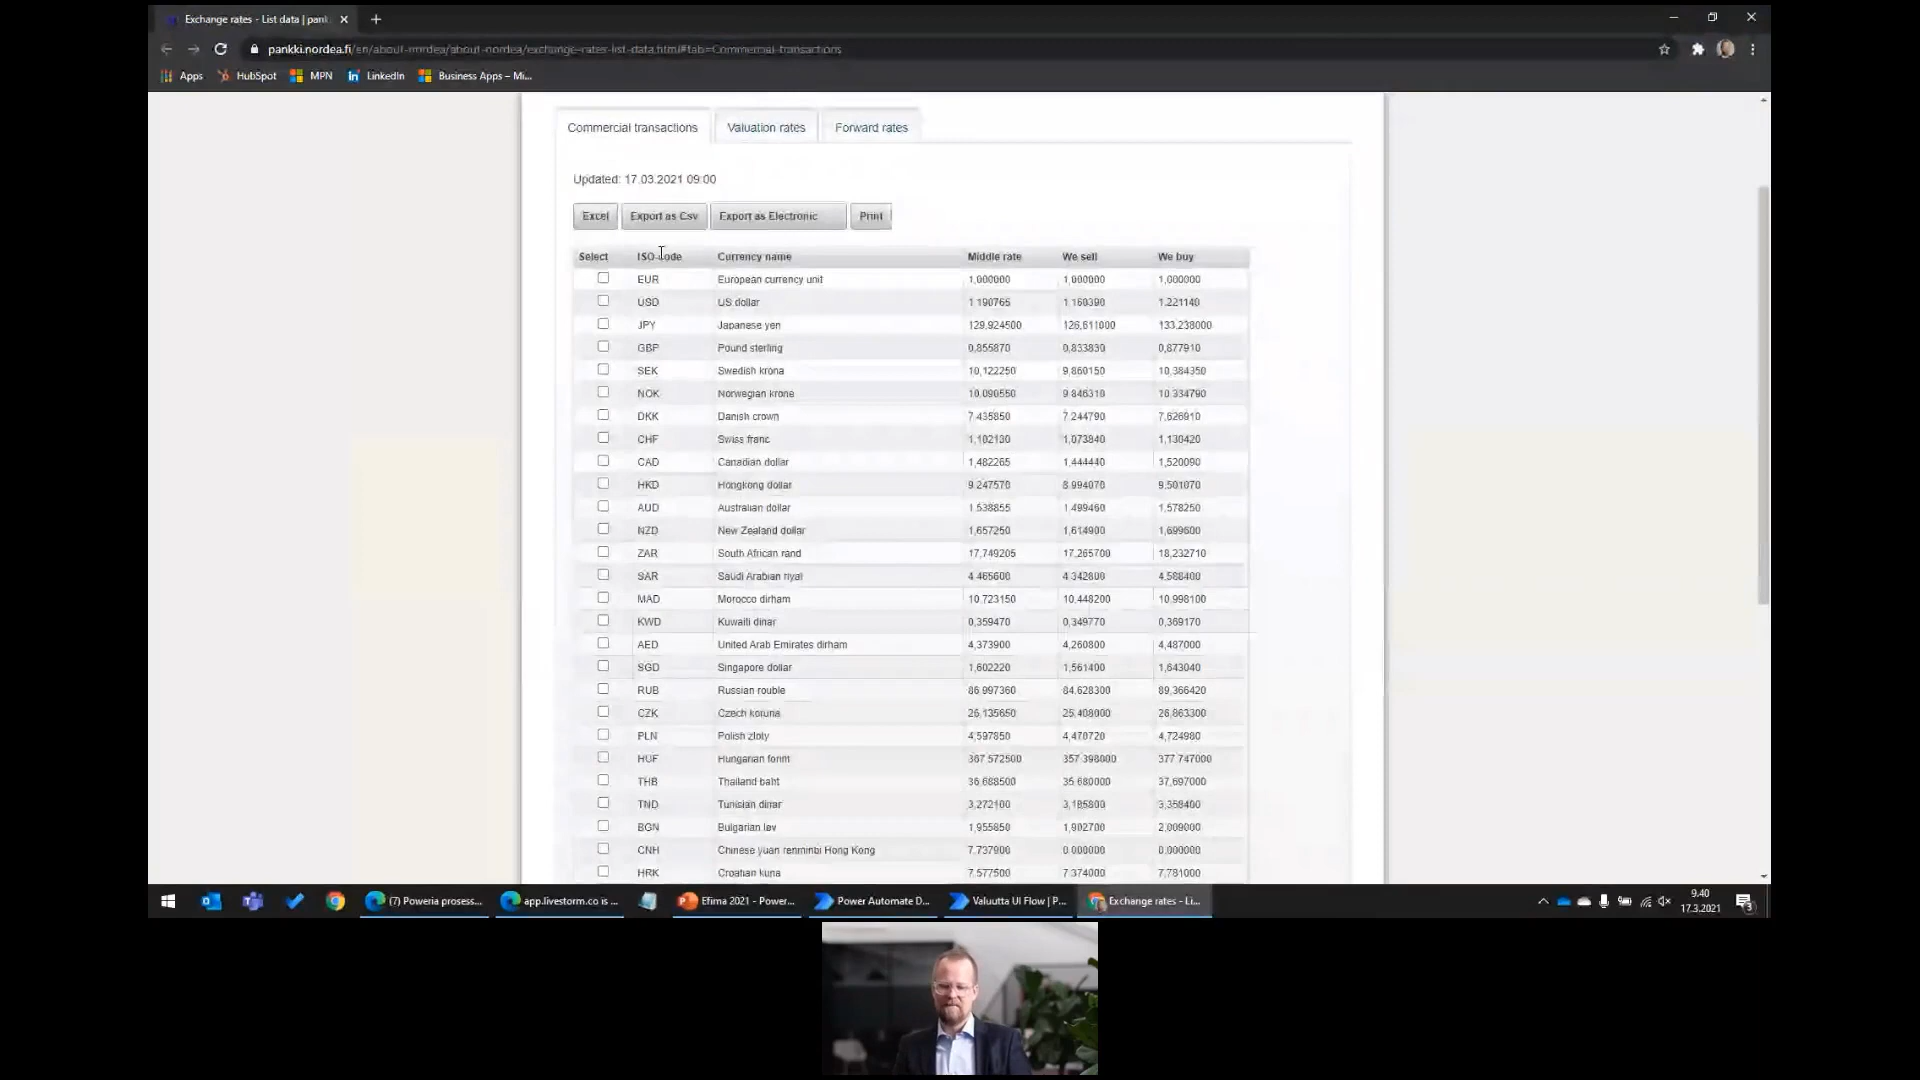 Exchange rates - List data | pank
pankki.nordea.fi/en/about-nordea/about-nordea/exchange-rates-list-data.html#tab=Commercial-transactions
Apps HubSpot MPN LinkedIn Business Apps – Mi...
Commercial transactions Valuation rates Forward rates
Updated: 17.03.2021 09:00
Excel Export as Csv Export as Electronic Print
Select ISO-code Currency name Middle rate We sell We buy
EUR European currency unit 1,000000 1,000000 1,000000
USD US dollar 1,190765 1,160390 1,221140
JPY Japanese yen 129,924500 126,611000 133,238000
GBP Pound sterling 0,855870 0,833830 0,877910
SEK Swedish krona 10,122250 9,860150 10,384350
NOK Norwegian krone 10,090550 9,846310 10,334790
DKK Danish crown 7,435850 7,244790 7,626910
CHF Swiss franc 1,102130 1,073840 1,130420
CAD Canadian dollar 1,482265 1,444440 1,520090
HKD Hongkong dollar 9,247570 8,994070 9,501070
AUD Australian dollar 1,538855 1,499460 1,578250
NZD New Zealand dollar 1,657250 1,614900 1,699600
ZAR South African rand 17,749205 17,265700 18,232710
SAR Saudi Arabian riyal 4,465600 4,342800 4,588400
MAD Morocco dirham 10,723150 10,448200 10,998100
KWD Kuwaiti dinar 0,359470 0,349770 0,369170
AED United Arab Emirates dirham 4,373900 4,260800 4,487000
SGD Singapore dollar 1,602220 1,561400 1,643040
RUB Russian rouble 86,997360 84,628300 89,366420
CZK Czech koruna 26,135650 25,408000 26,863300
PLN Polish zloty 4,597850 4,470720 4,724980
HUF Hungarian forint 367,572500 357,398000 377,747000
THB Thailand baht 36,688500 35,680000 37,697000
TND Tunisian dinar 3,272100 3,185800 3,358400
BGN Bulgarian lev 1,955850 1,902700 2,009000
CNH Chinese yuan renminbi Hong Kong 7,737900 0,000000 0,000000
HRK Croatian kuna 7,577500 7,374000 7,781000
(7) Poweria prosess... app.livestorm.co is ... Efima 2021 - Power... Power Automate D... Valuutta UI Flow | P... Exchange rates - Li...
9.40
17.3.2021
3